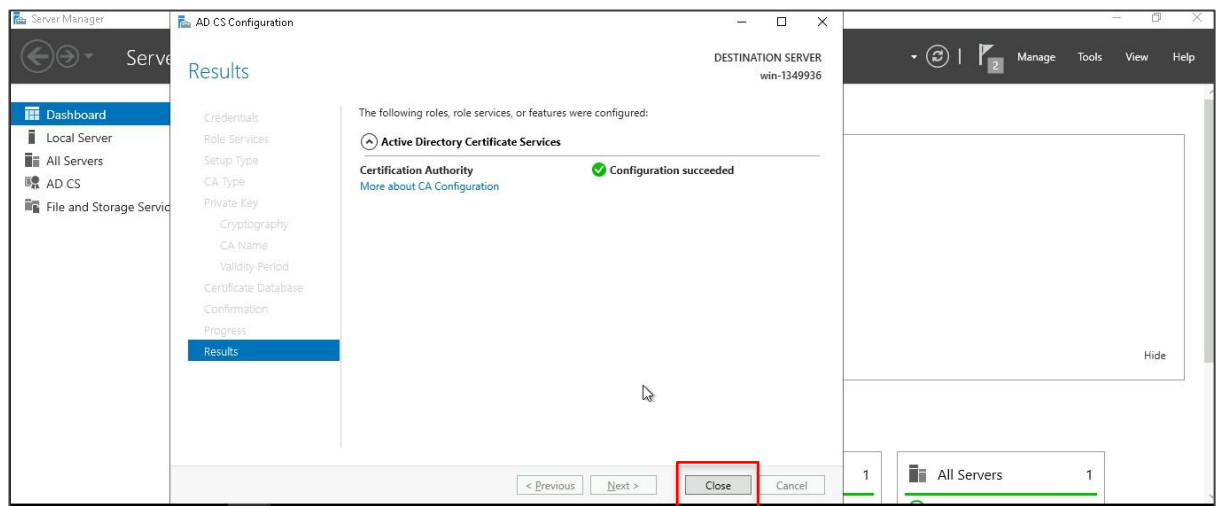 Server Manager
Serve
2
Manage
Tools
View
Help
Dashboard
Local Server
All Servers
AD CS
File and Storage Servic
AD CS Configuration
Results
DESTINATION SERVER
win-1349936
Credentials
Role Services
Setup Type
CA Type
Private Key
Cryptography
CA Name
Validity Period
Certificate Database
Confirmation
Progress
Results
The following roles, role services, or features were configured:
Active Directory Certificate Services
Certification Authority
Configuration succeeded
More about CA Configuration
< Previous
Next >
Close
Cancel
Hide
1
All Servers
1